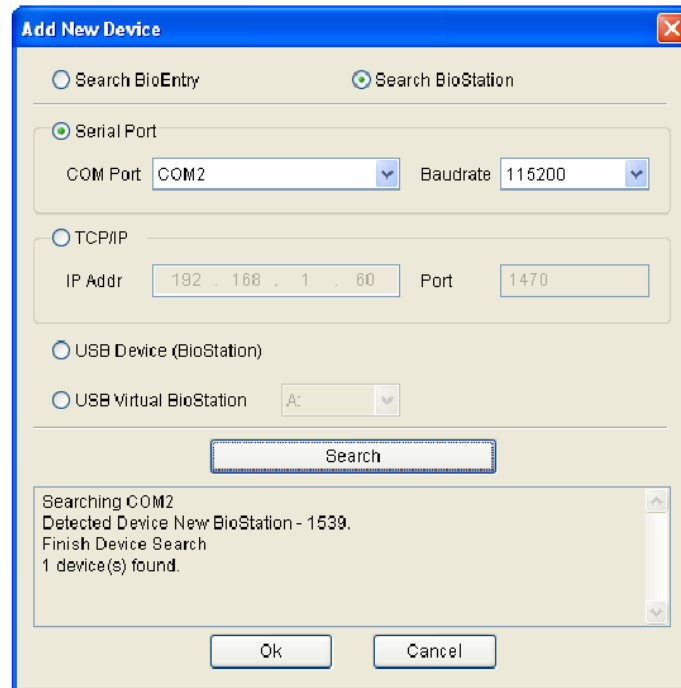 Add New Device
Search BioEntry Search BioStation
Serial Port
COM Port COM2 Baudrate 115200
TCP/IP
IP Addr 192 . 168 . 1 . 60 Port 1470
USB Device (BioStation)
USB Virtual BioStation A:
Search
Searching COM2
Detected Device New BioStation - 1539.
Finish Device Search
1 device(s) found.
Ok Cancel